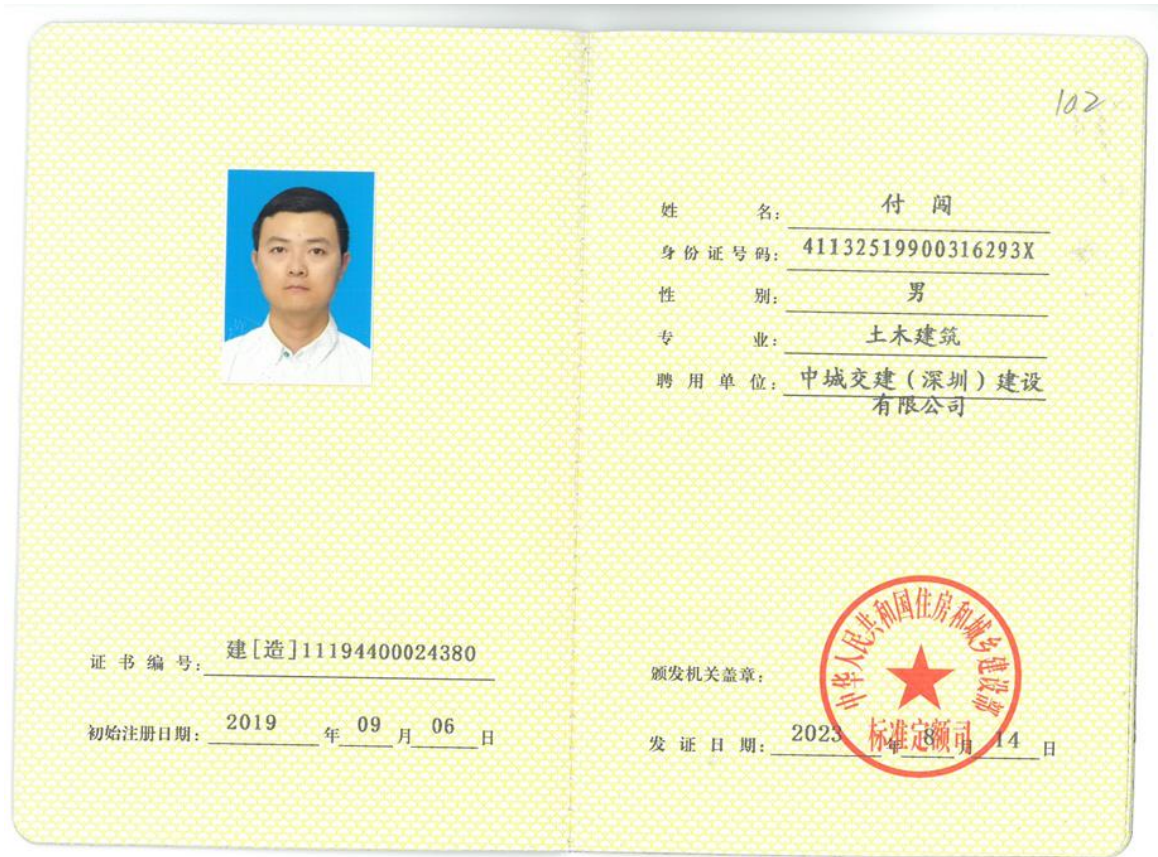 102
姓 名: 付 闯
身份证号码: 41132519900316293X
性 别: 男
专 业: 土木建筑
聘用单位: 中城交建(深圳)建设
有限公司
证书编号: 建[造]11194400024380
初始注册日期: 2019 年 09 月 06 日
颁发机关盖章:
中华人民共和国住房和城乡建设部
标准定额司
发证日期: 2023 年 8 月 14 日